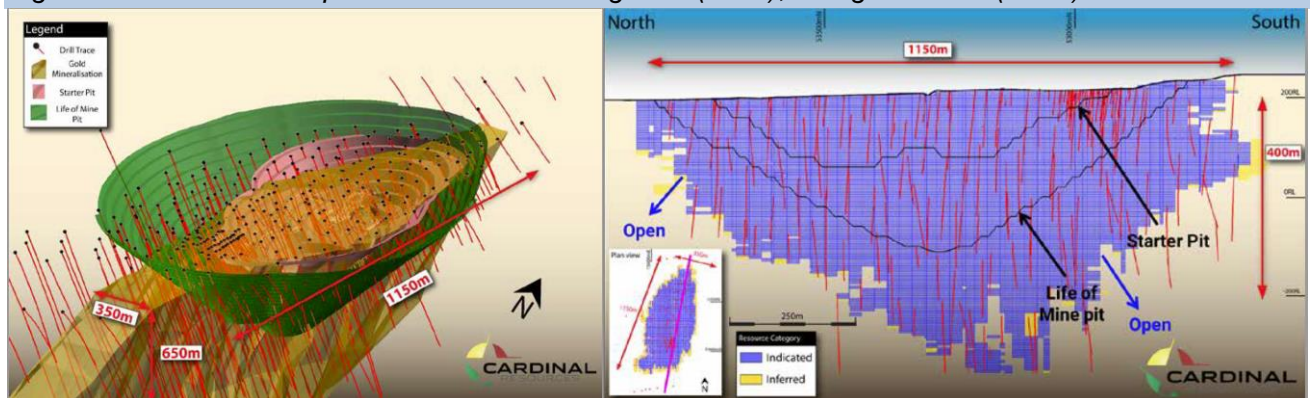 Legend
Drill Trace
Gold
Mineralisation
Starter Pit
Life of Mine
Pit
350m
650m
1150m
N
CARDINAL
RESOURCES
North
South
1150m
200RL
400m
0RL
Open
Starter Pit
Life of
Mine pit
Open
Plan view
250m
N
Resource Category
Indicated
Inferred
CARDINAL